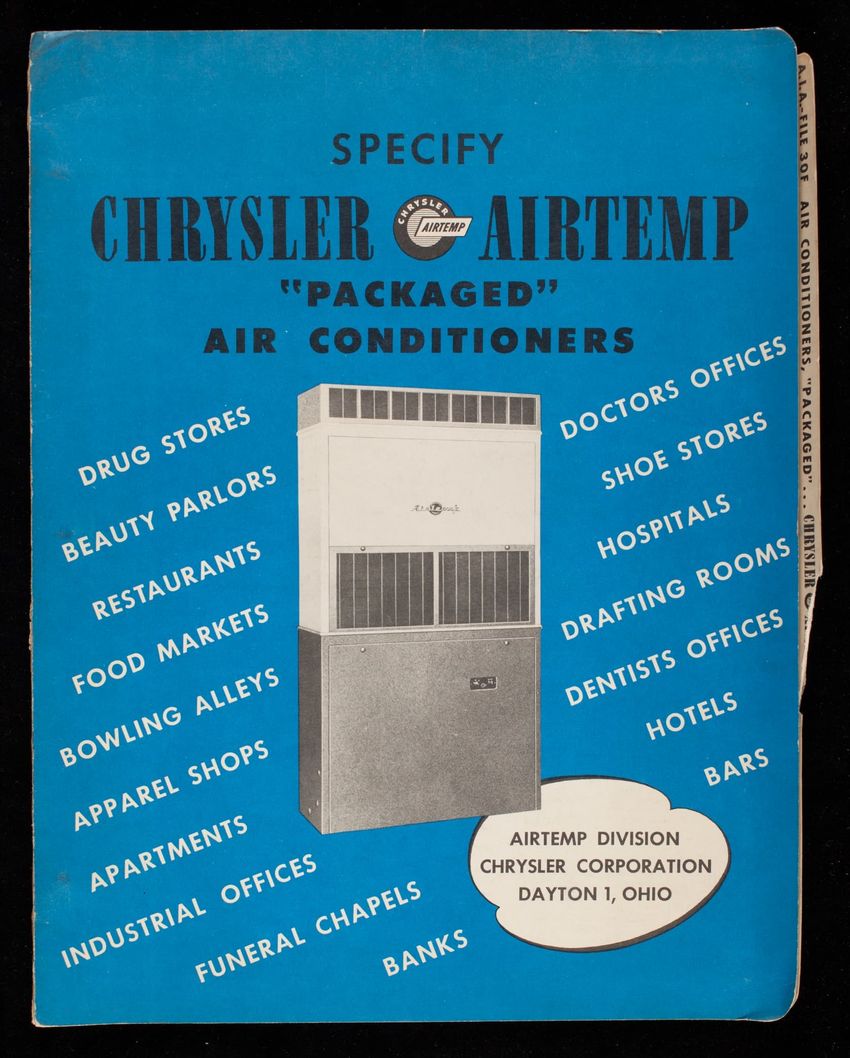 SPECIFY
CHRYSLER AIRTEMP
CHRYSLER
AIRTEMP
"PACKAGED"
AIR CONDITIONERS
DRUG STORES
BEAUTY PARLORS
RESTAURANTS
FOOD MARKETS
BOWLING ALLEYS
APPAREL SHOPS
APARTMENTS
INDUSTRIAL OFFICES
FUNERAL CHAPELS
BANKS
DOCTORS OFFICES
SHOE STORES
HOSPITALS
DRAFTING ROOMS
DENTISTS OFFICES
HOTELS
BARS
AIRTEMP DIVISION
CHRYSLER CORPORATION
DAYTON 1, OHIO
A.I.A.-FILE 30F AIR CONDITIONERS, "PACKAGED"... CHRYSLER